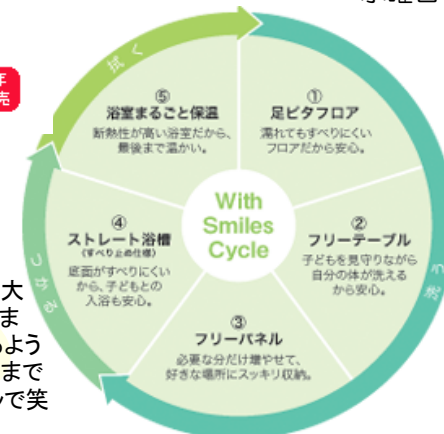 年
売
拭く
⑤
浴室まるごと保温
断熱性が高い浴室だから、
最後まで温かい。
①
足ピタフロア
濡れてもすべりにくい
フロアだから安心。
With
Smiles
Cycle
④
ストレート浴槽
(すべり止め仕様)
底面がすべりにくい
から、子どもとの
入浴も安心。
つかる
②
フリーテーブル
子どもを見守りながら
自分の体が洗える
から安心。
洗う
③
フリーパネル
必要な分だけ増やせて、
好きな場所にスッキリ収納。
大
ま
よう
まで
で笑